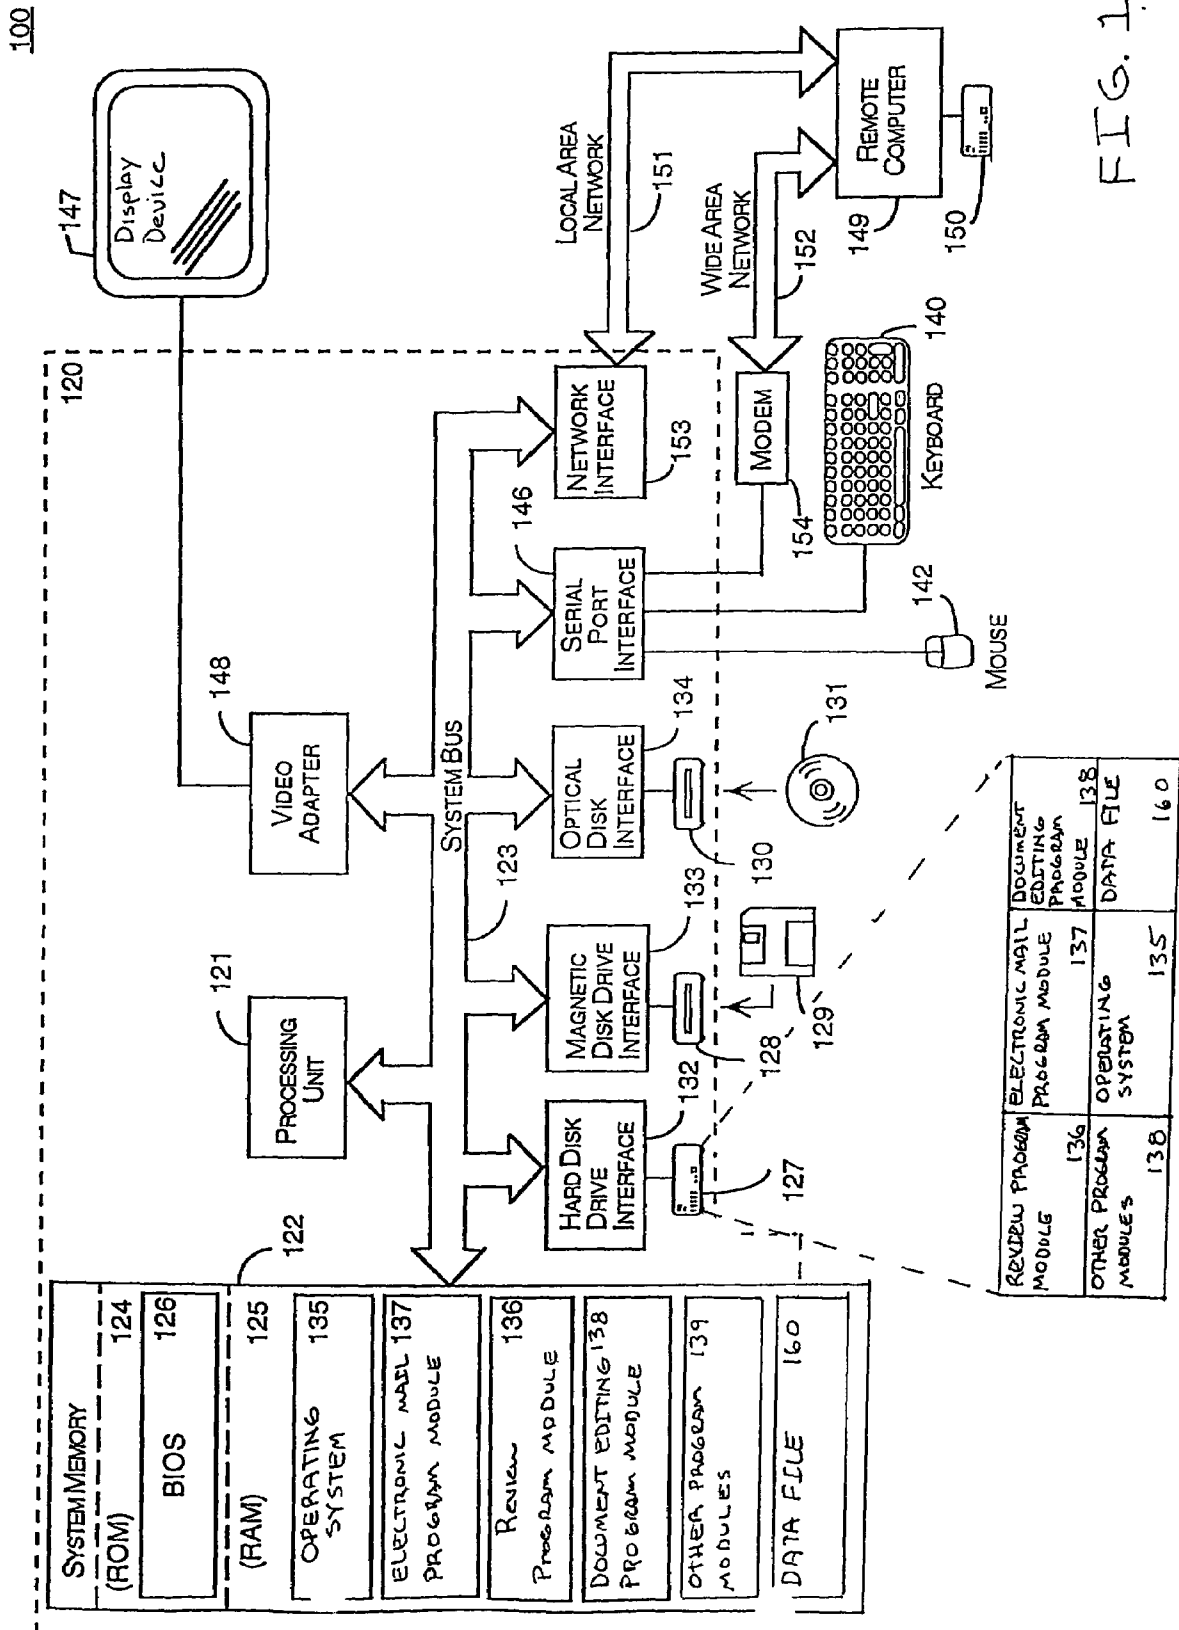 100
SYSTEM MEMORY
(ROM) 124
BIOS
126
(RAM) 125
OPERATING
SYSTEM
135
ELECTRONIC MAIL 137
PROGRAM MODULE
Review
Program MODULE
136
DOCUMENT EDITING 138
PROGRAM MODULE
OTHER PROGRAM 139
MODULES
DATA FILE 160
122
120
PROCESSING
UNIT
121
VIDEO
ADAPTER
148
147
Display
Device
SYSTEM BUS
123
HARD DISK
DRIVE
INTERFACE
132
MAGNETIC
DISK DRIVE
INTERFACE
133
OPTICAL
DISK
INTERFACE
134
SERIAL
PORT
INTERFACE
146
NETWORK
INTERFACE
153
127
128
129
130
131
MOUSE
142
KEYBOARD
140
MODEM
154
LOCAL AREA
NETWORK
151
WIDE AREA
NETWORK
152
REMOTE
COMPUTER
149
150
REVIEW PROGRAM
MODULE
136
ELECTRONIC MAIL
PROGRAM MODULE
137
DOCUMENT
EDITING
PROGRAM
MODULE 138
OTHER PROGRAM
MODULES
138
OPERATING
SYSTEM
135
DATA FILE
160
FIG. 1.